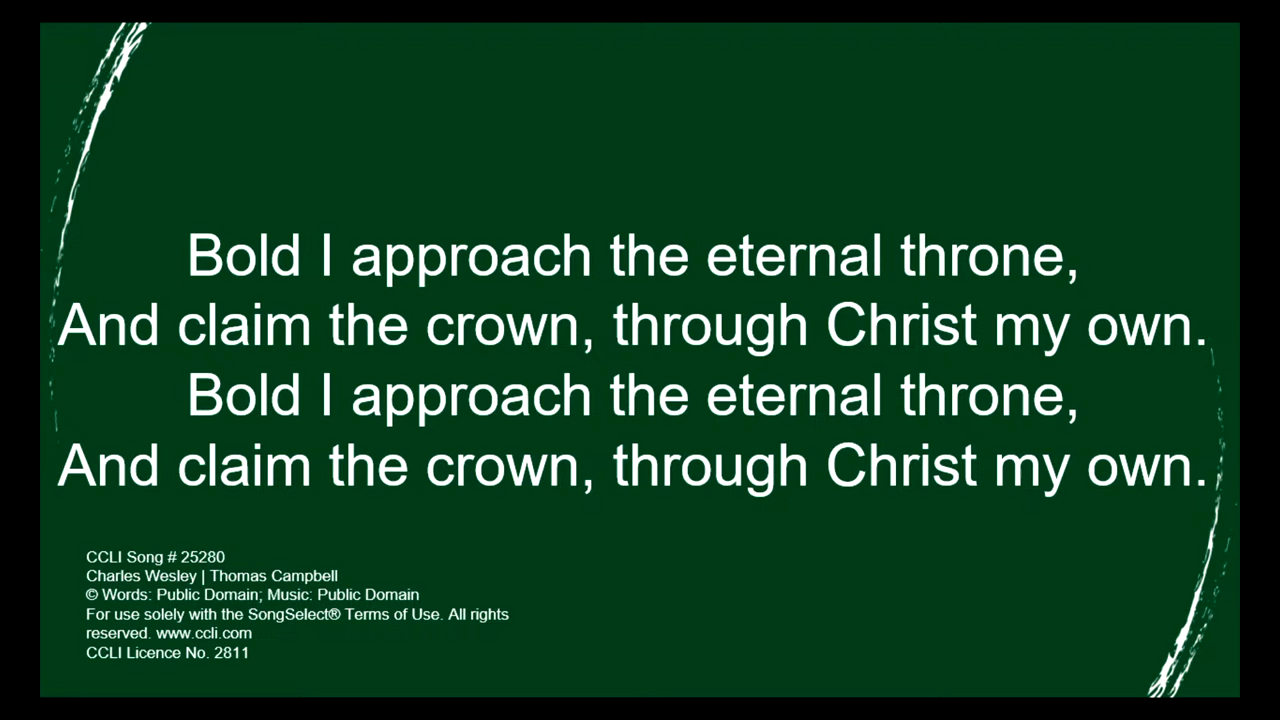 Bold I approach the eternal throne,
And claim the crown, through Christ my own.
Bold I approach the eternal throne,
And claim the crown, through Christ my own.
CCLI Song # 25280
Charles Wesley | Thomas Campbell
© Words: Public Domain; Music: Public Domain
For use solely with the SongSelect® Terms of Use. All rights
reserved. www.ccli.com
CCLI Licence No. 2811